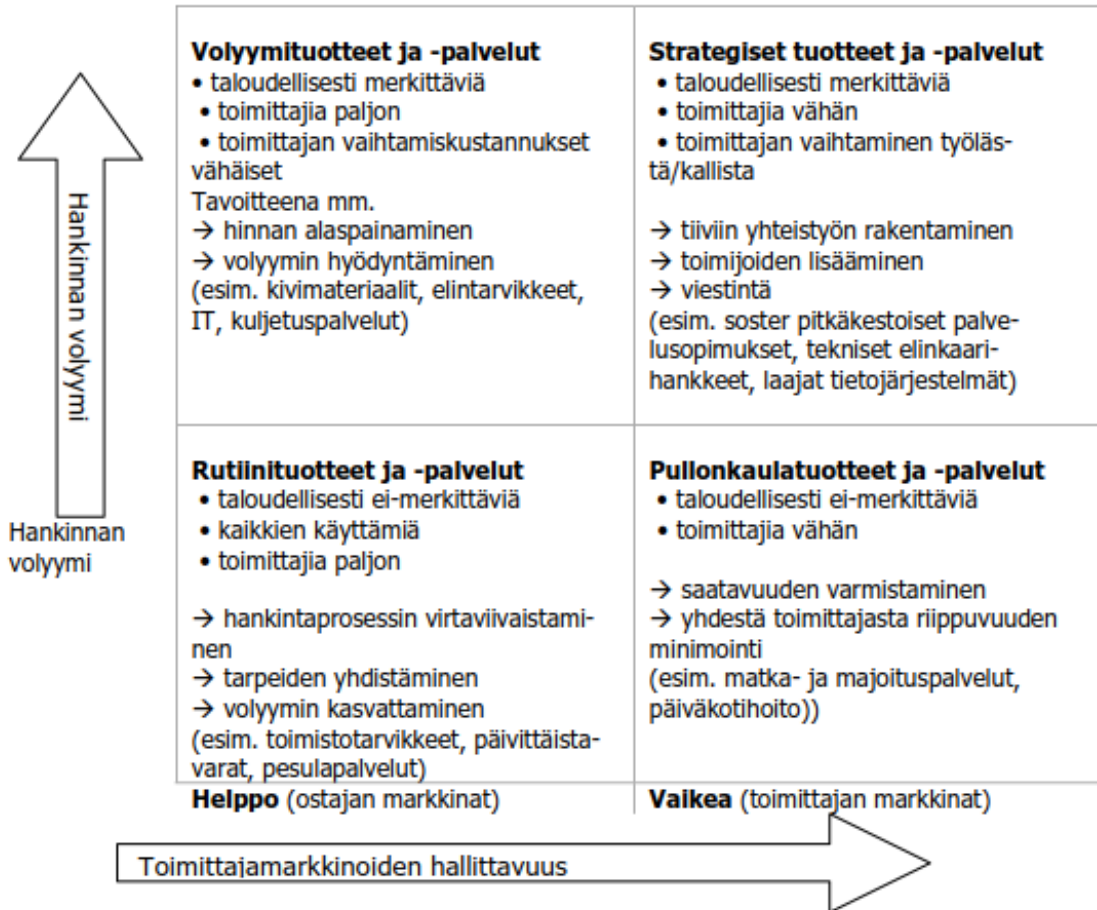 Volyymituotteet ja -palvelut
• taloudellisesti merkittäviä
• toimittajia paljon
• toimittajan vaihtamiskustannukset
vähäiset
Tavoitteena mm.
→ hinnan alaspainaminen
→ volyymin hyödyntäminen
(esim. kivimateriaalit, elintarvikkeet,
IT, kuljetuspalvelut)
Strategiset tuotteet ja -palvelut
• taloudellisesti merkittäviä
• toimittajia vähän
• toimittajan vaihtaminen työläs-
tä/kallista
→ tiiviin yhteistyön rakentaminen
→ toimijoiden lisääminen
→ viestintä
(esim. soster pitkäkestoiset palve-
lusopimukset, tekniset elinkaari-
hankkeet, laajat tietojärjestelmät)
Hankinnan volyymi
Hankinnan
volyymi
Rutiinituotteet ja -palvelut
• taloudellisesti ei-merkittäviä
• kaikkien käyttämiä
• toimittajia paljon
→ hankintaprosessin virtaviivaistami-
nen
→ tarpeiden yhdistäminen
→ volyymin kasvattaminen
(esim. toimistotarvikkeet, päivittäista-
varat, pesulapalvelut)
Pullonkaulatuotteet ja -palvelut
• taloudellisesti ei-merkittäviä
• toimittajia vähän
→ saatavuuden varmistaminen
→ yhdestä toimittajasta riippuvuuden
minimointi
(esim. matka- ja majoituspalvelut,
päiväkotihoito))
Helppo (ostajan markkinat)
Vaikea (toimittajan markkinat)
Toimittajamarkkinoiden hallittavuus